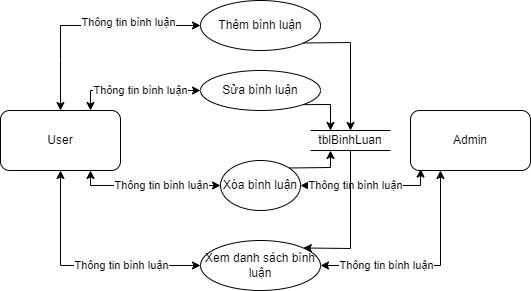 Thông tin bình luận
Thêm bình luận
Thông tin bình luận
Sửa bình luận
User
tblBinhLuan
Admin
Thông tin bình luận
Xóa bình luận
Thông tin bình luận
Thông tin bình luận
Xem danh sách bình
luận
Thông tin bình luận